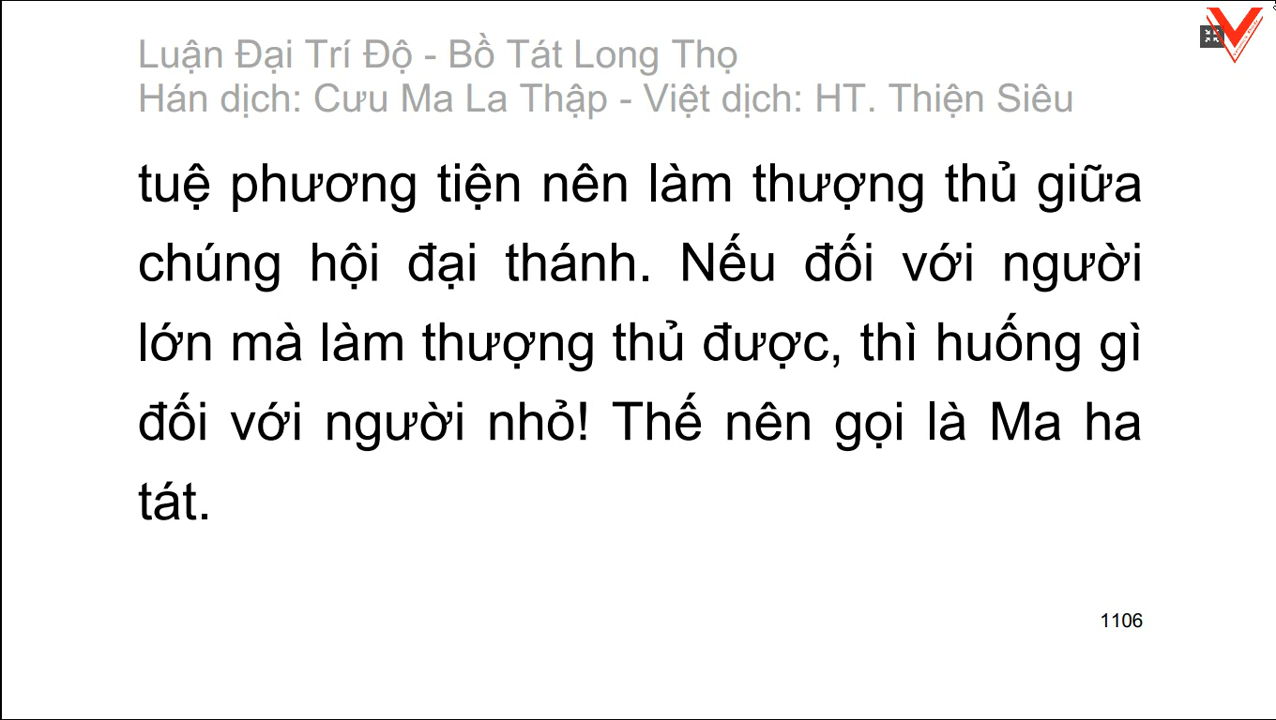 Luận Đại Trí Độ - Bồ Tát Long Thọ
Hán dịch: Cưu Ma La Thập - Việt dịch: HT. Thiện Siêu
tuệ phương tiện nên làm thượng thủ giữa
chúng hội đại thánh. Nếu đối với người
lớn mà làm thượng thủ được, thì huống gì
đối với người nhỏ! Thế nên gọi là Ma ha
tát.
1106